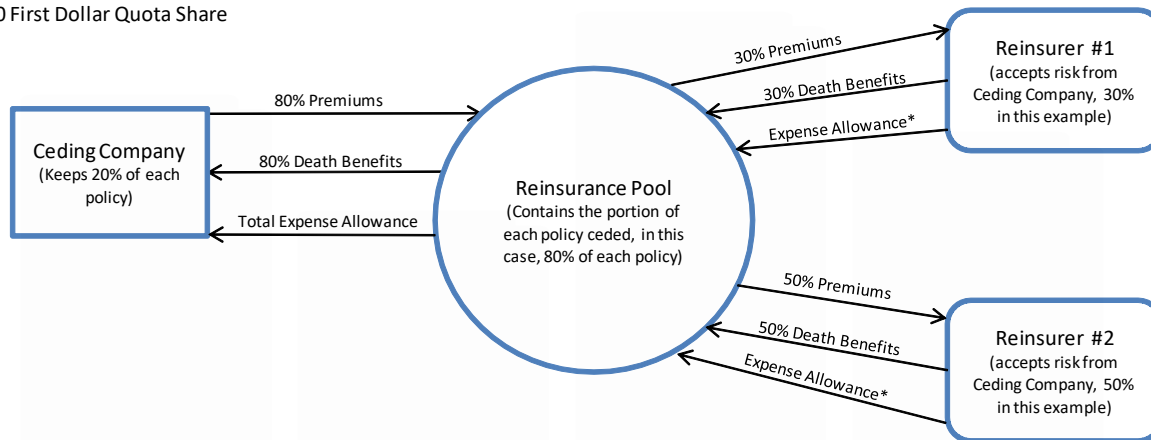 0 First Dollar Quota Share
Ceding Company
(Keeps 20% of each
policy)
80% Premiums
80% Death Benefits
Total Expense Allowance
Reinsurance Pool
(Contains the portion of
each policy ceded, in this
case, 80% of each policy)
30% Premiums
30% Death Benefits
Expense Allowance*
Reinsurer #1
(accepts risk from
Ceding Company, 30%
in this example)
50% Premiums
50% Death Benefits
Expense Allowance*
Reinsurer #2
(accepts risk from
Ceding Company, 50%
in this example)